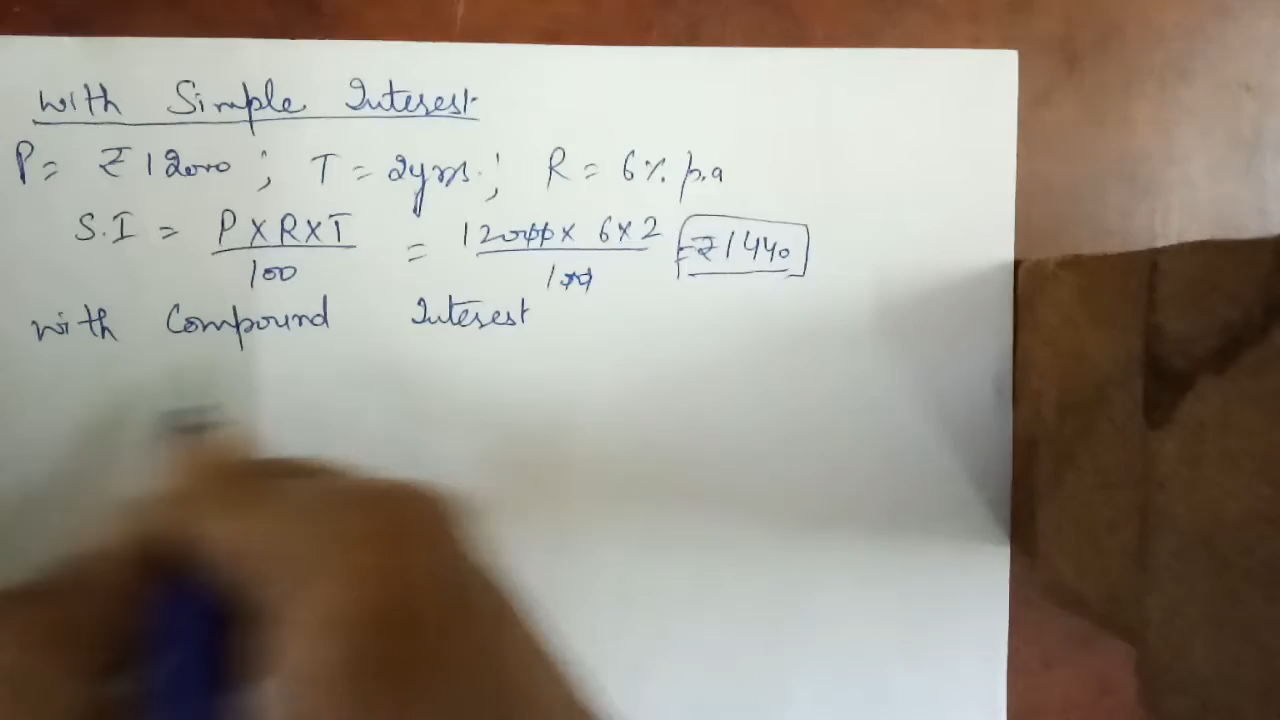 With Simple Interest
P = ₹12000; T = 2yrs.; R = 6% p.a
S.I = P X R X T / 100 = 12000 x 6 x 2 / 100 = ₹1440
with Compound Interest